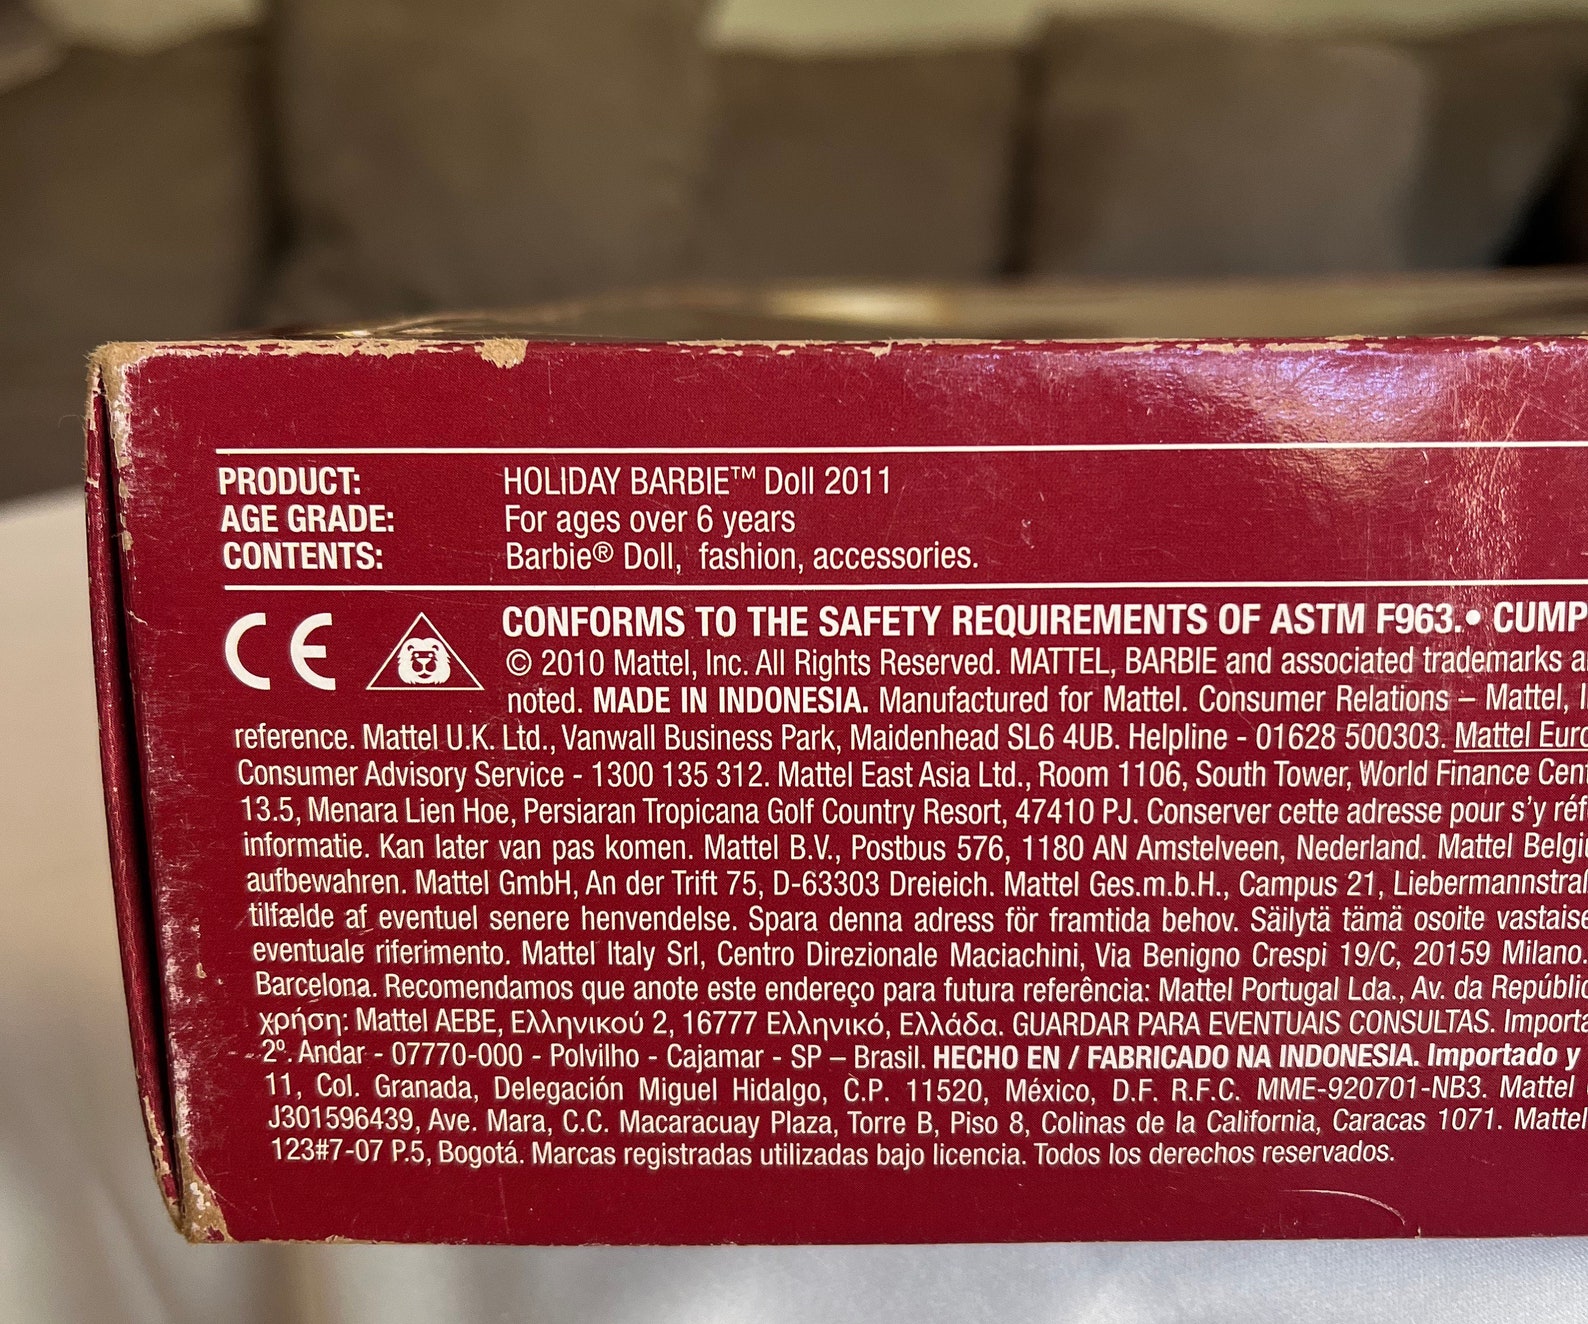 PRODUCT: HOLIDAY BARBIE™ Doll 2011
AGE GRADE: For ages over 6 years
CONTENTS: Barbie® Doll, fashion, accessories.
CE CONFORMS TO THE SAFETY REQUIREMENTS OF ASTM F963.• CUMP
© 2010 Mattel, Inc. All Rights Reserved. MATTEL, BARBIE and associated trademarks
noted. MADE IN INDONESIA. Manufactured for Mattel. Consumer Relations – Mattel,
reference. Mattel U.K. Ltd., Vanwall Business Park, Maidenhead SL6 4UB. Helpline - 01628 500303. Mattel Euro
Consumer Advisory Service - 1300 135 312. Mattel East Asia Ltd., Room 1106, South Tower, World Finance Cen
13.5, Menara Lien Hoe, Persiaran Tropicana Golf Country Resort, 47410 PJ. Conserver cette adresse pour s'y réf
informatie. Kan later van pas komen. Mattel B.V., Postbus 576, 1180 AN Amstelveen, Nederland. Mattel Belgi
aufbewahren. Mattel GmbH, An der Trift 75, D-63303 Dreieich. Mattel Ges.m.b.H., Campus 21, Liebermannstra
tilfælde af eventuel senere henvendelse. Spara denna adress för framtida behov. Säilytä tämä osoite vastaise
eventuale riferimento. Mattel Italy Srl, Centro Direzionale Maciachini, Via Benigno Crespi 19/C, 20159 Milano.
Barcelona. Recomendamos que anote este endereço para futura referência: Mattel Portugal Lda., Av. da Repúblic
χρήση: Mattel AEBE, Ελληνικού 2, 16777 Ελληνικό, Ελλάδα. GUARDAR PARA EVENTUAIS CONSULTAS. Importa
2º. Andar - 07770-000 - Polvilho - Cajamar - SP – Brasil. HECHO EN / FABRICADO NA INDONESIA. Importado y
11, Col. Granada, Delegación Miguel Hidalgo, C.P. 11520, México, D.F. R.F.C. MME-920701-NB3. Mattel
J301596439, Ave. Mara, C.C. Macaracuay Plaza, Torre B, Piso 8, Colinas de la California, Caracas 1071. Mattel
123#7-07 P.5, Bogotá. Marcas registradas utilizadas bajo licencia. Todos los derechos reservados.